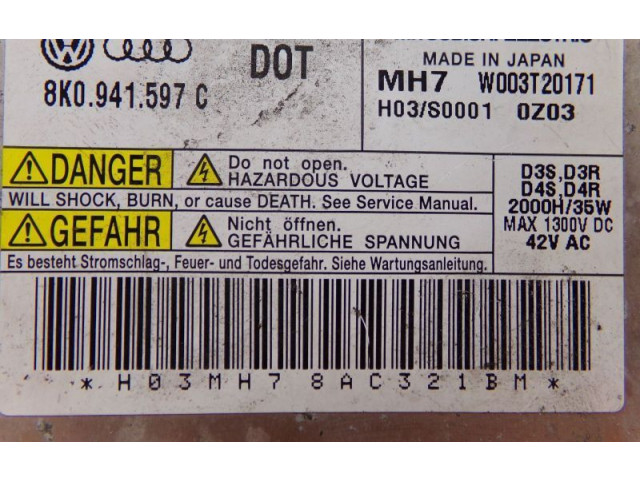 DOT
8K0.941.597 C
MADE IN JAPAN
MH7 W003T20171
H03/S0001 0Z03
DANGER
Do not open.
HAZARDOUS VOLTAGE
WILL SHOCK, BURN, or cause DEATH. See Service Manual.
GEFAHR
Nicht öffnen.
GEFÄHRLICHE SPANNUNG
Es besteht Stromschlag-, Feuer- und Todesgefahr. Siehe Wartungsanleitung.
D3S,D3R
D4S,D4R
2000H/35W
MAX 1300V DC
42V AC
*H03MH78AC321BM*